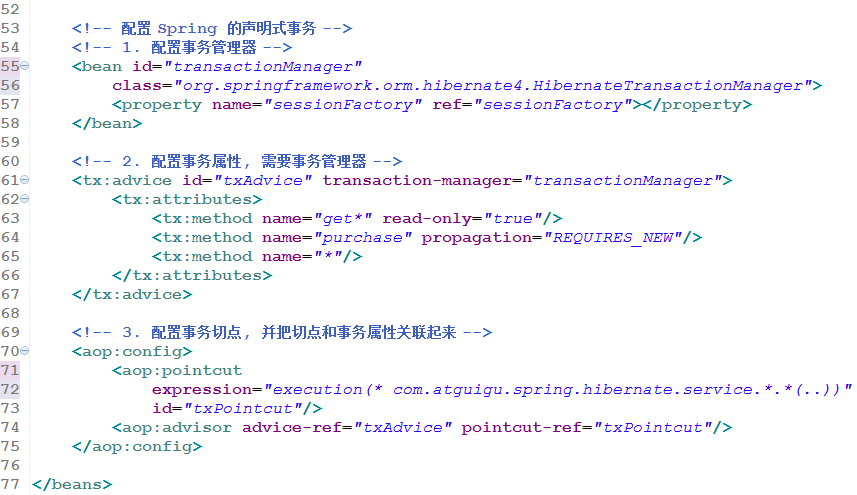 52
53 <!-- 配置 Spring 的声明式事务 -->
54 <!-- 1. 配置事务管理器 -->
55 <bean id="transactionManager"
56 class="org.springframework.orm.hibernate4.HibernateTransactionManager">
57 <property name="sessionFactory" ref="sessionFactory"></property>
58 </bean>
59
60 <!-- 2. 配置事务属性, 需要事务管理器 -->
61 <tx:advice id="txAdvice" transaction-manager="transactionManager">
62 <tx:attributes>
63 <tx:method name="get*" read-only="true"/>
64 <tx:method name="purchase" propagation="REQUIRES_NEW"/>
65 <tx:method name="*"/>
66 </tx:attributes>
67 </tx:advice>
68
69 <!-- 3. 配置事务切点, 并把切点和事务属性关联起来 -->
70 <aop:config>
71 <aop:pointcut
72 expression="execution(* com.atguigu.spring.hibernate.service.*.*(..))"
73 id="txPointcut"/>
74 <aop:advisor advice-ref="txAdvice" pointcut-ref="txPointcut"/>
75 </aop:config>
76
77 </beans>